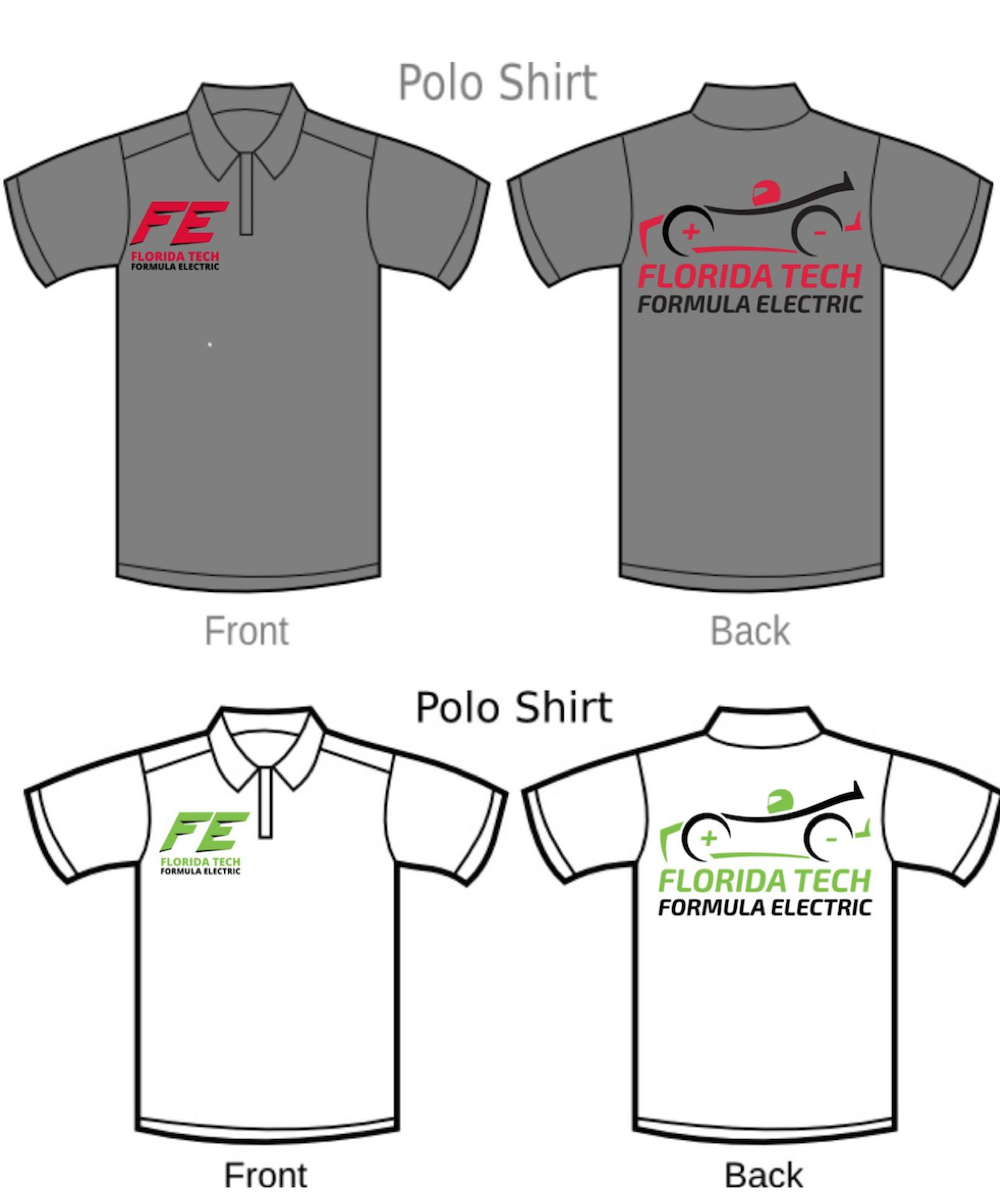 Polo Shirt
FE
FLORIDA TECH
FORMULA ELECTRIC
+
-
FLORIDA TECH
FORMULA ELECTRIC
Front
Back
Polo Shirt
FE
FLORIDA TECH
FORMULA ELECTRIC
+
-
FLORIDA TECH
FORMULA ELECTRIC
Front
Back